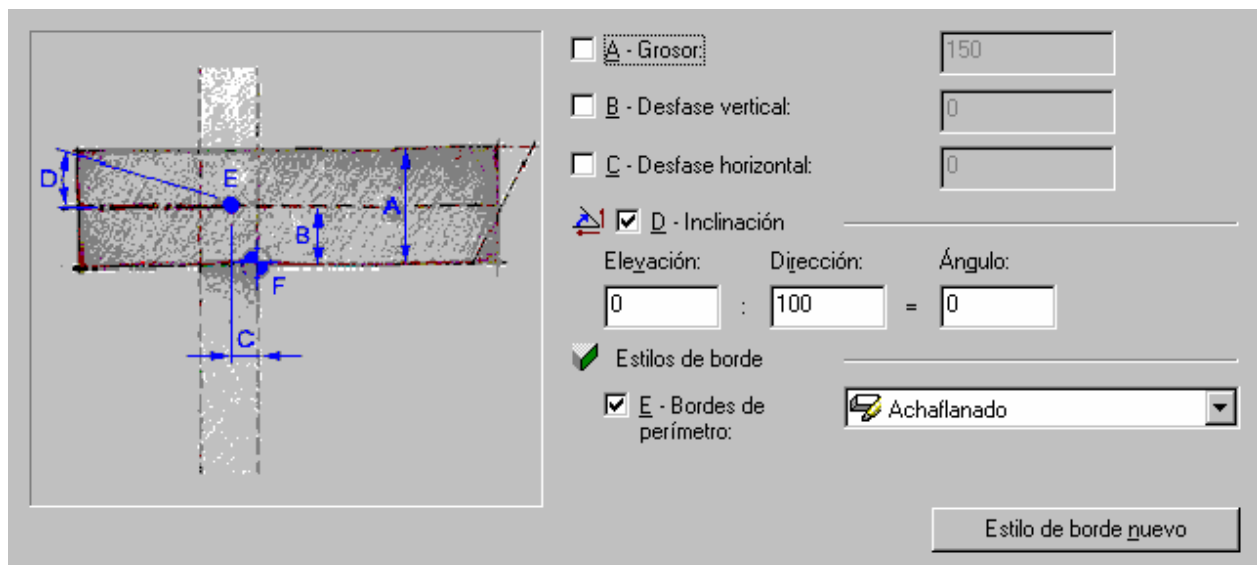 D
E
A
B
F
C
A - Grosor:
150
B - Desfase vertical:
0
C - Desfase horizontal:
0
D - Inclinación
Elevación:
Dirección:
Ángulo:
0
:
100
=
0
Estilos de borde
E - Bordes de
perímetro:
Achaflanado
Estilo de borde nuevo